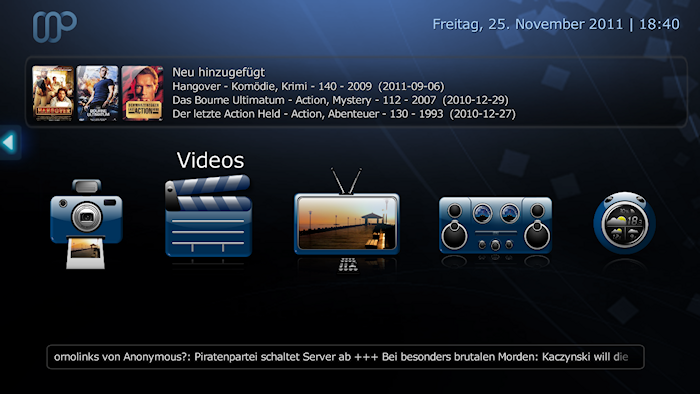 Freitag, 25. November 2011 | 18:40
Neu hinzugefügt
Hangover - Komödie, Krimi - 140 - 2009 (2011-09-06)
Das Bourne Ultimatum - Action, Mystery - 112 - 2007 (2010-12-29)
Der letzte Action Held - Action, Abenteuer - 130 - 1993 (2010-12-27)
Videos
omolinks von Anonymous?: Piratenpartei schaltet Server ab +++ Bei besonders brutalen Morden: Kaczynski will die